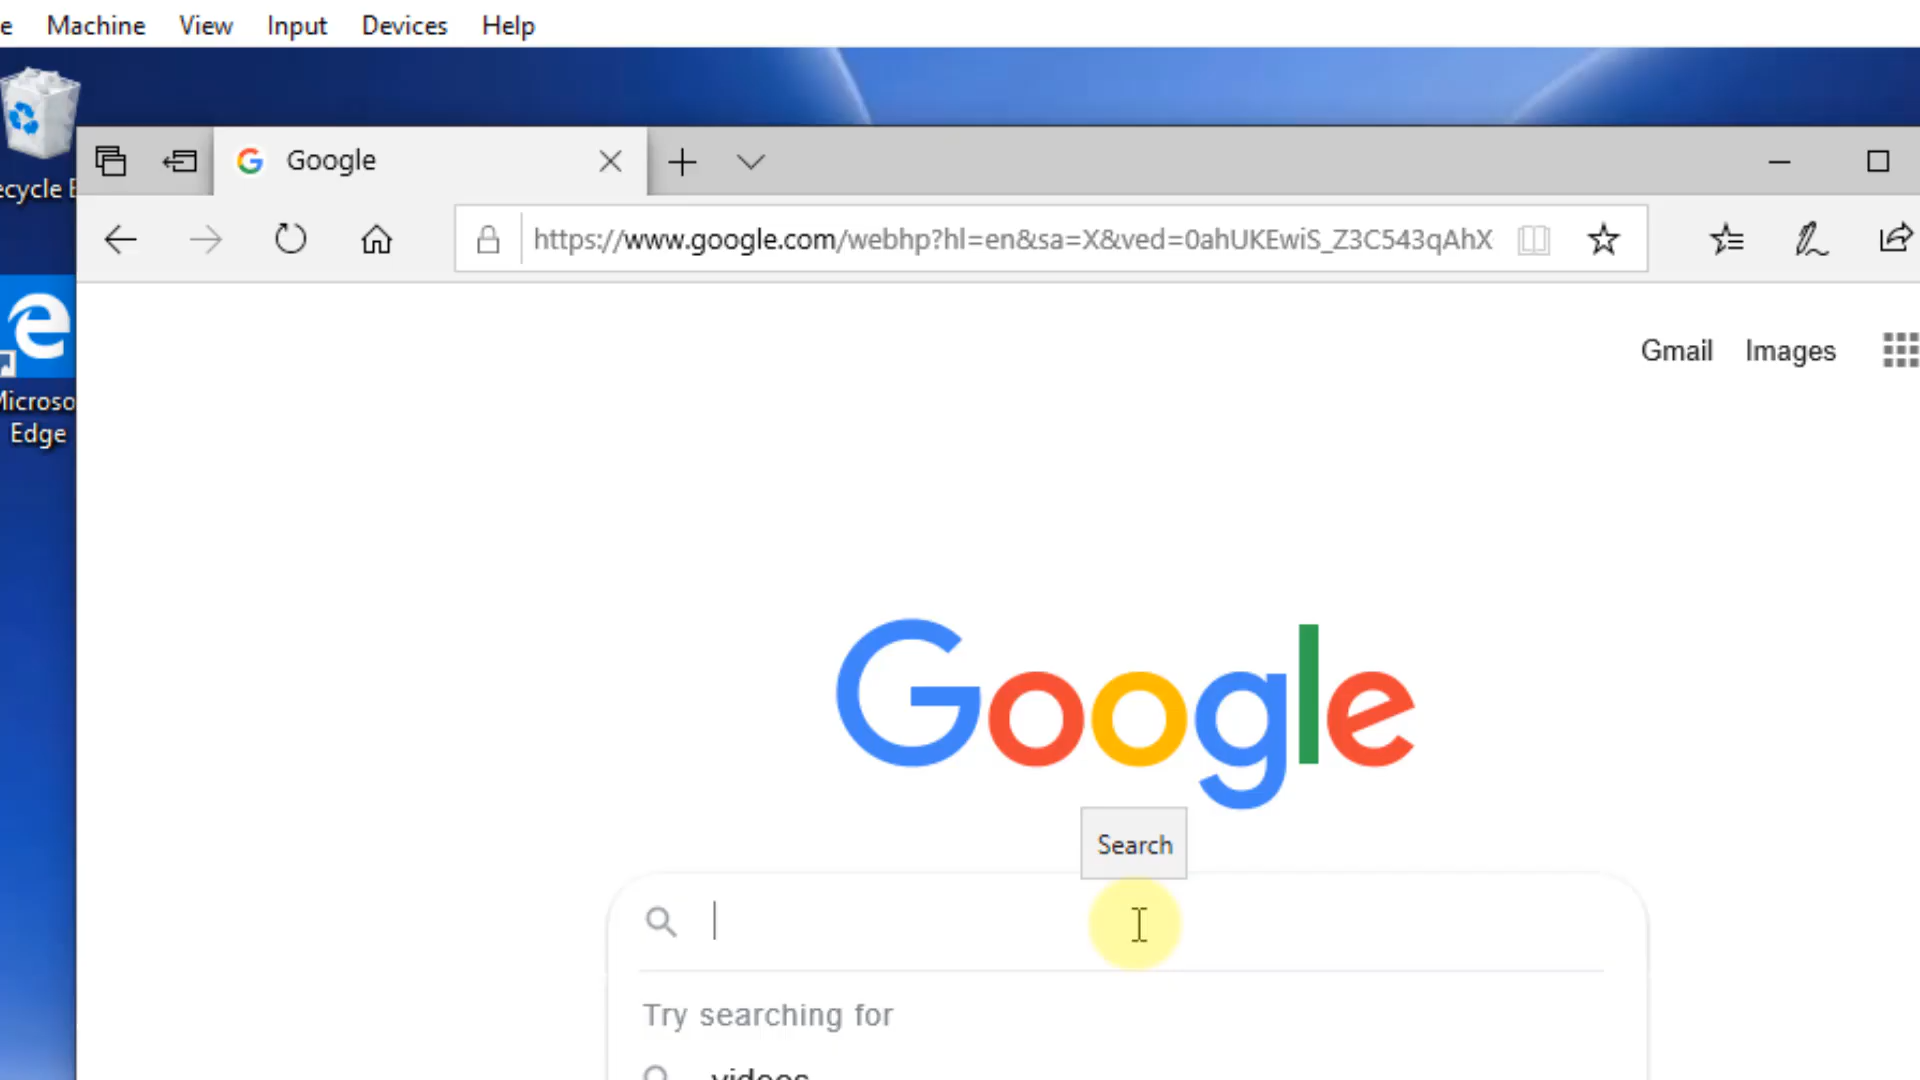 e Machine View Input Devices Help
ecycle B
Google
https://www.google.com/webhp?hl=en&sa=X&ved=0ahUKEwiS_Z3C543qAhX
Microso
Edge
Gmail Images
Google
Search
Try searching for
videos